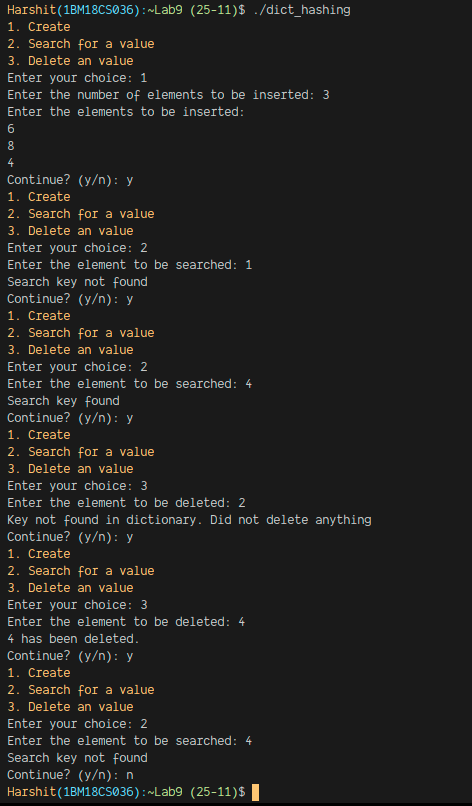 Harshit(1BM18CS036):~Lab9 (25-11)$ ./dict_hashing
1. Create
2. Search for a value
3. Delete an value
Enter your choice: 1
Enter the number of elements to be inserted: 3
Enter the elements to be inserted:
6
8
4
Continue? (y/n): y
1. Create
2. Search for a value
3. Delete an value
Enter your choice: 2
Enter the element to be searched: 1
Search key not found
Continue? (y/n): y
1. Create
2. Search for a value
3. Delete an value
Enter your choice: 2
Enter the element to be searched: 4
Search key found
Continue? (y/n): y
1. Create
2. Search for a value
3. Delete an value
Enter your choice: 3
Enter the element to be deleted: 2
Key not found in dictionary. Did not delete anything
Continue? (y/n): y
1. Create
2. Search for a value
3. Delete an value
Enter your choice: 3
Enter the element to be deleted: 4
4 has been deleted.
Continue? (y/n): y
1. Create
2. Search for a value
3. Delete an value
Enter your choice: 2
Enter the element to be searched: 4
Search key not found
Continue? (y/n): n
Harshit(1BM18CS036):~Lab9 (25-11)$